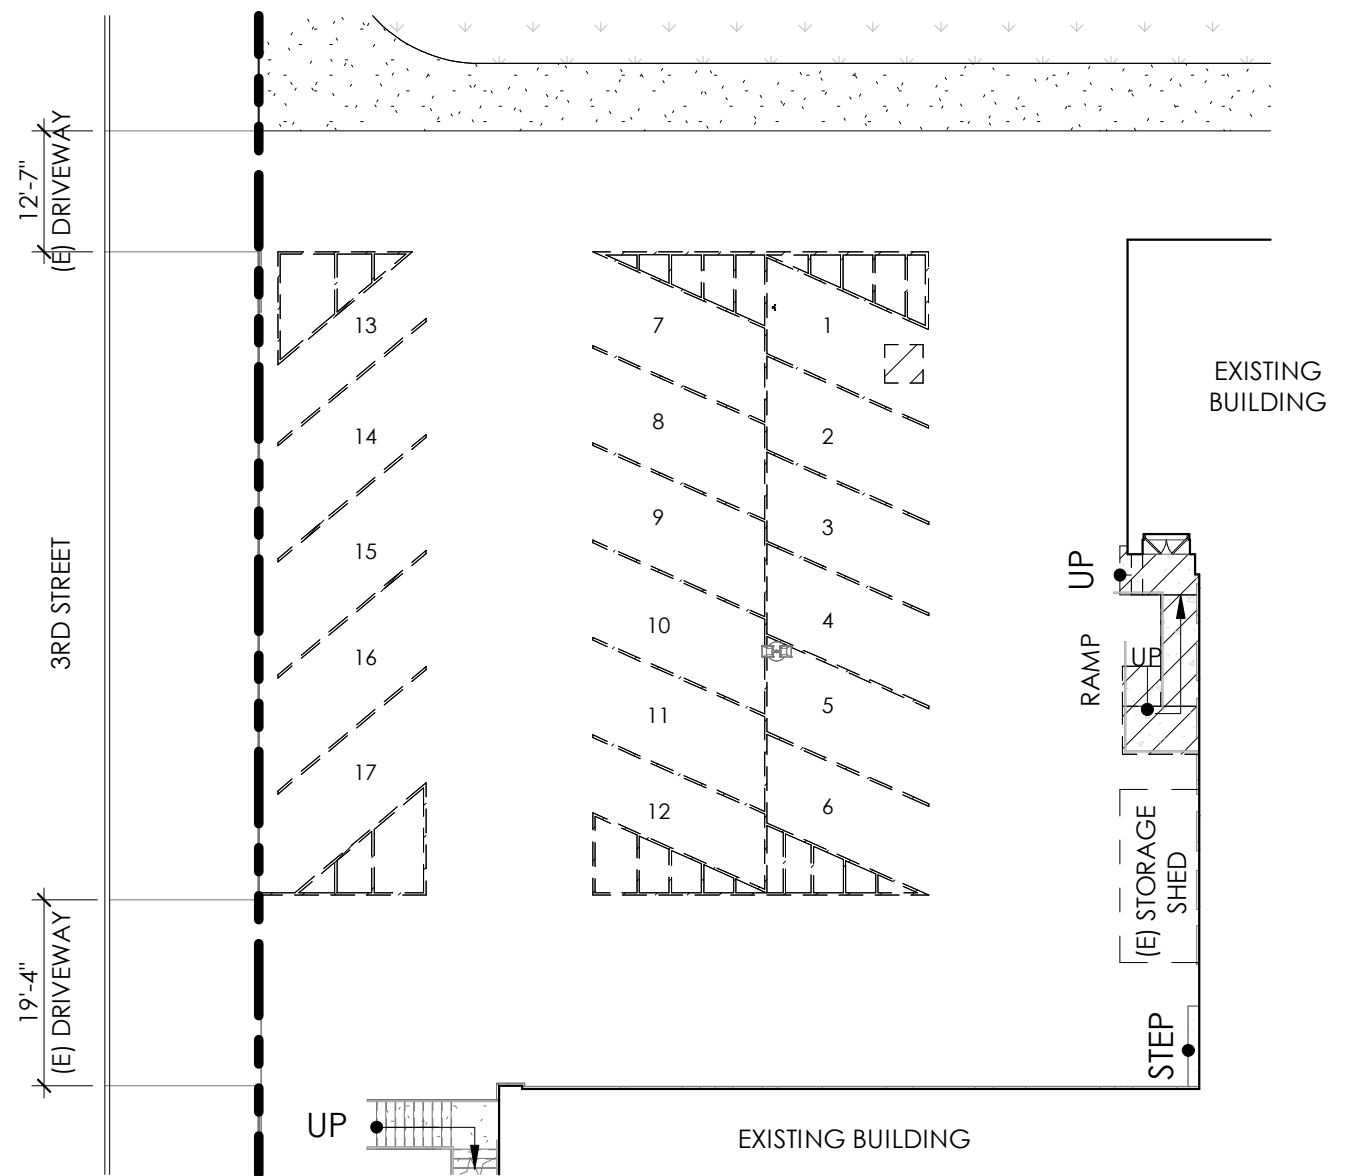 12'-7"
(E) DRIVEWAY
13
7
1
EXISTING
BUILDING
14
8
2
9
3
15
UP
3RD STREET
10
4
16
RAMP
UP
11
5
17
12
6
(E) STORAGE
SHED
19'-4"
(E) DRIVEWAY
STEP
UP
EXISTING BUILDING